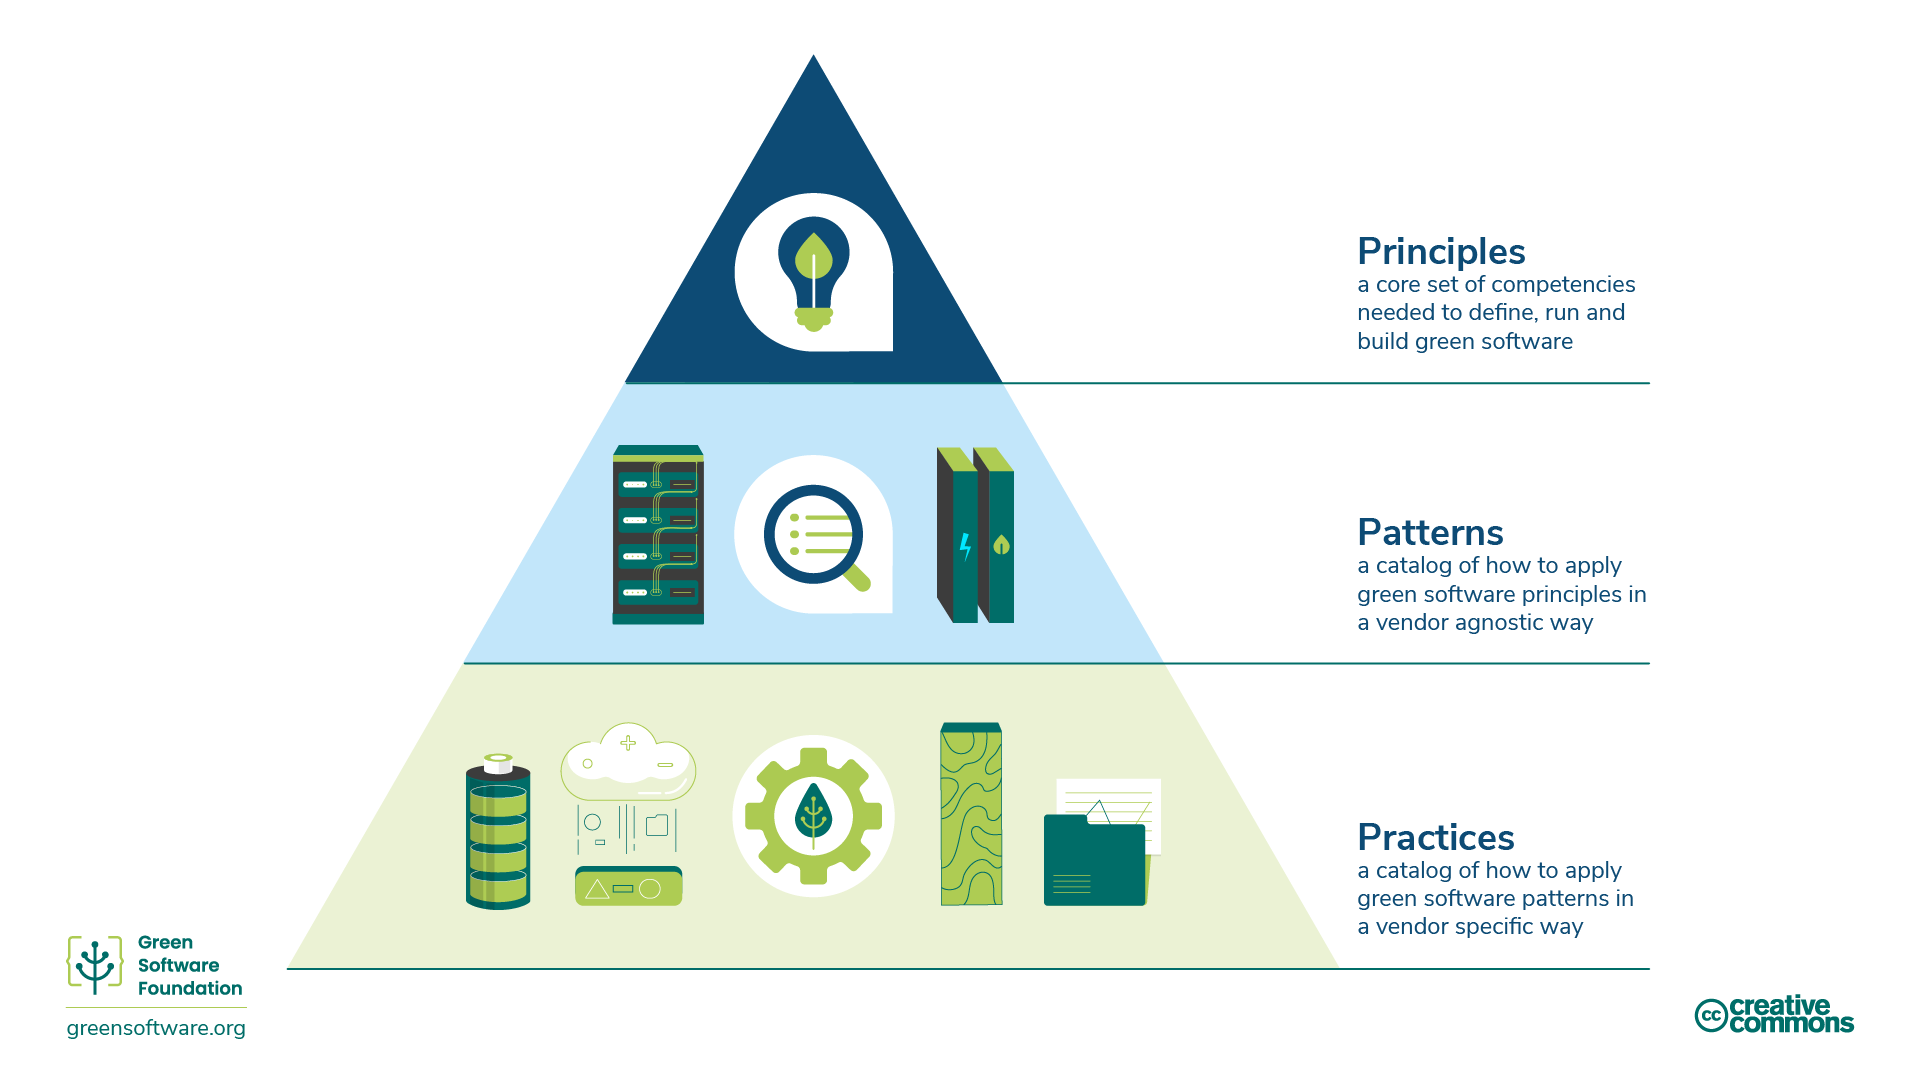 Principles
a core set of competencies
needed to define, run and
build green software
Patterns
a catalog of how to apply
green software principles in
a vendor agnostic way
Practices
a catalog of how to apply
green software patterns in
a vendor specific way
Green
Software
Foundation
greensoftware.org
cc creative
commons